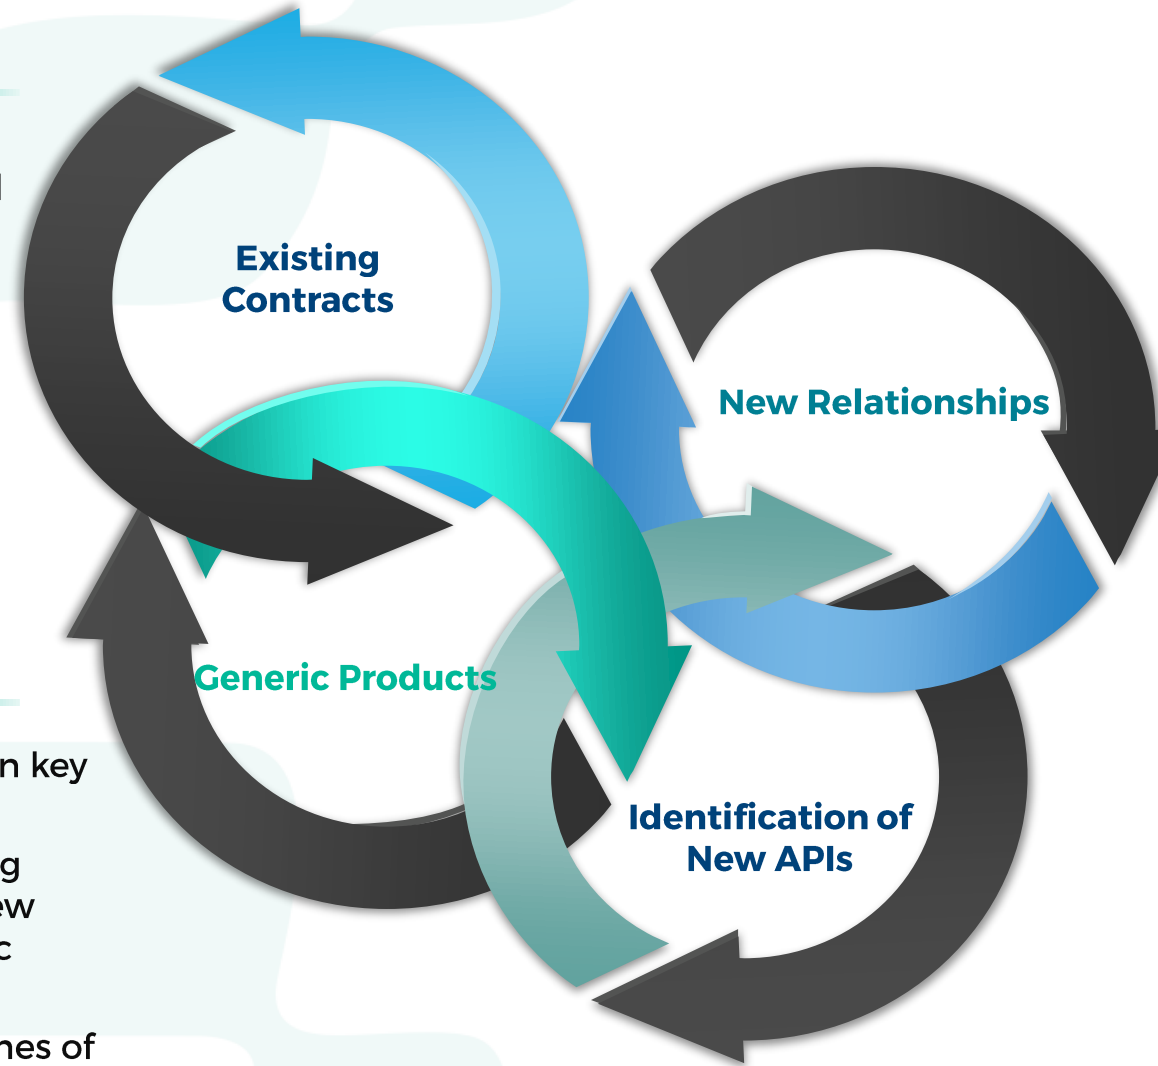 Existing
Contracts
New Relationships
Generic Products
n key
Identification of
New APIs
g
ew
c
nes of